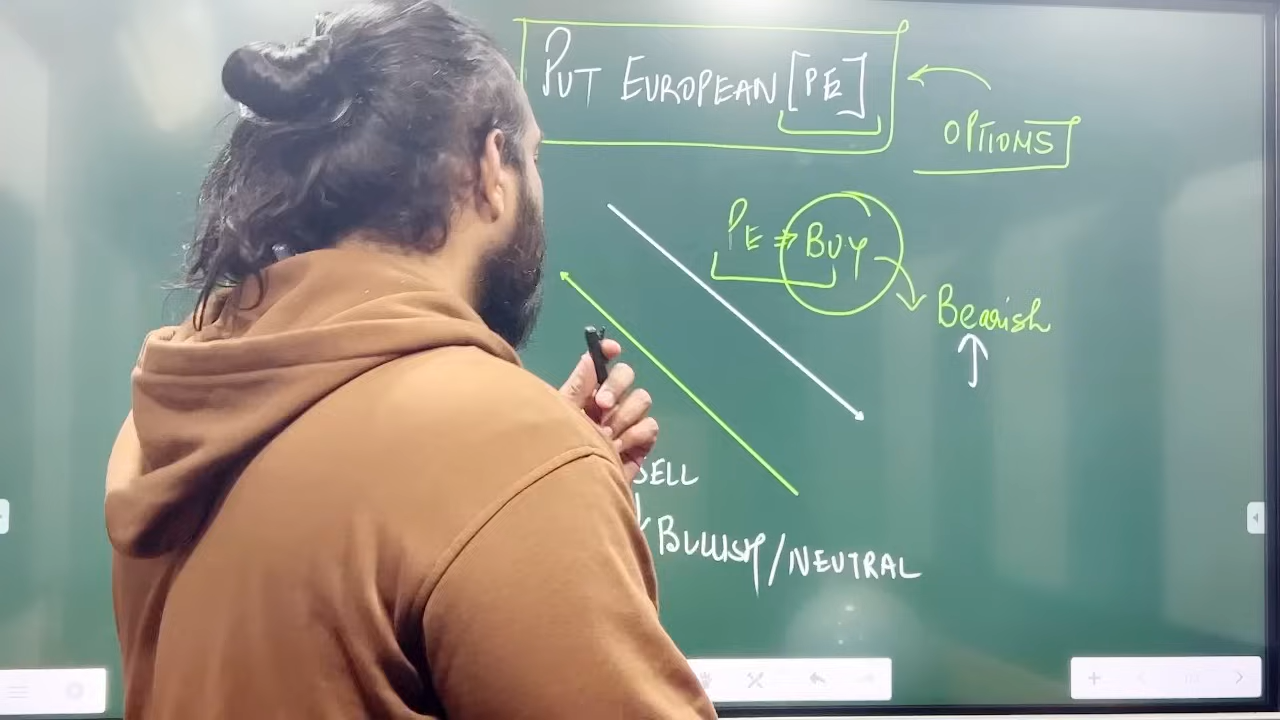 PUT EUROPEAN [PE]
OPTIONS
PE ⇒ BUY
Bearish
SELL
BULLISH/NEUTRAL